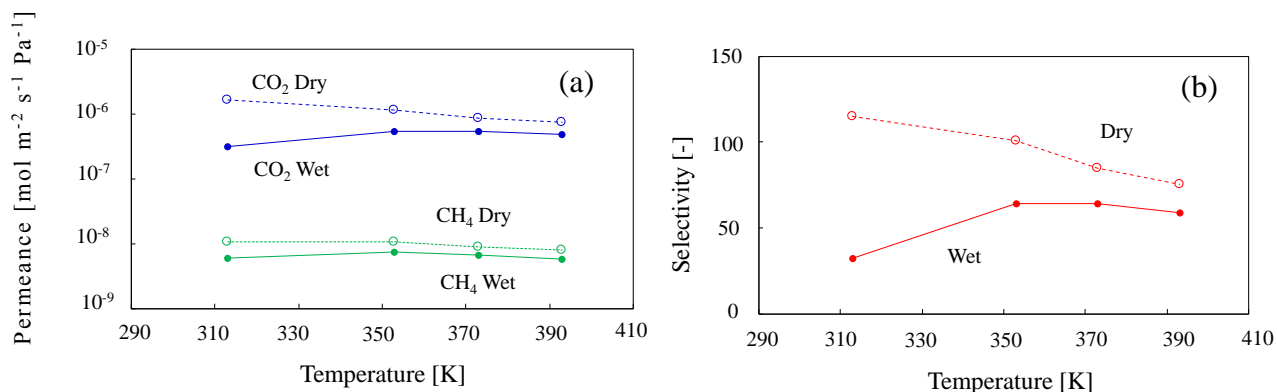 Permeance [mol m⁻² s⁻¹ Pa⁻¹]
10⁻⁵
10⁻⁶
10⁻⁷
10⁻⁸
10⁻⁹
(a)
CO₂ Dry
CO₂ Wet
CH₄ Dry
CH₄ Wet
290 310 330 350 370 390 410
Temperature [K]
Selectivity [-]
150
100
50
0
(b)
Dry
Wet
290 310 330 350 370 390 410
Temperature [K]